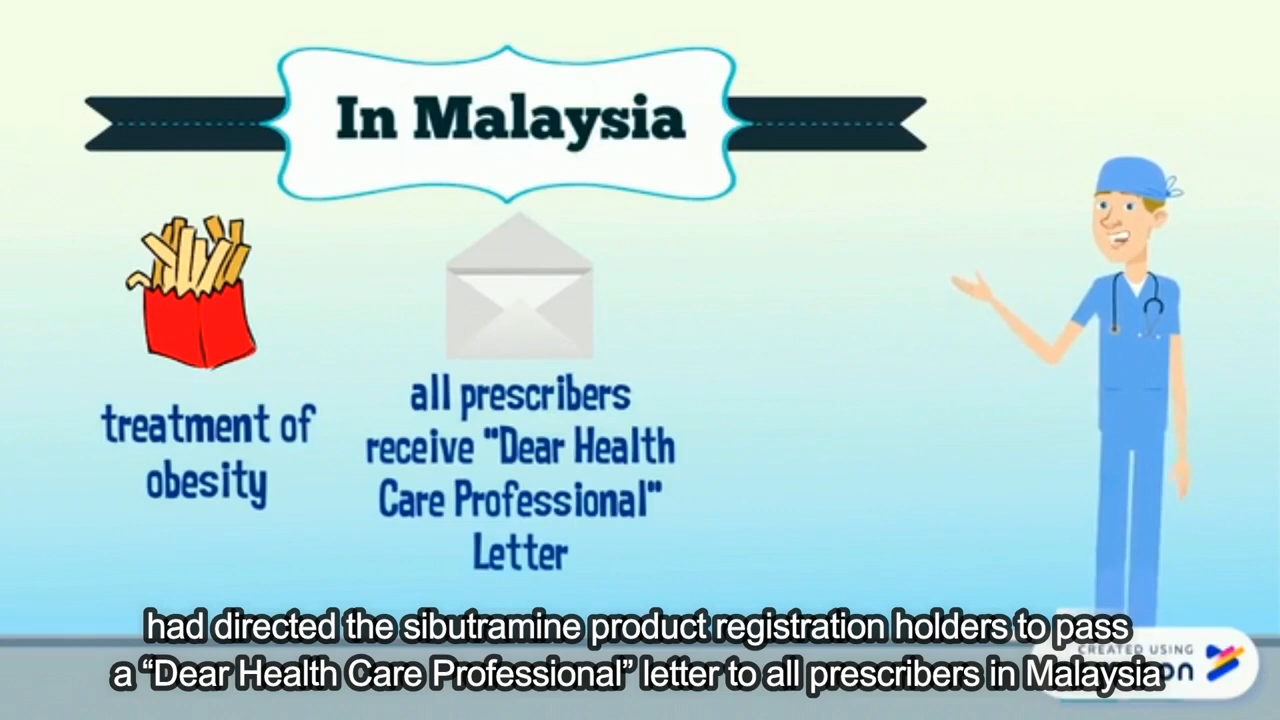 In Malaysia
treatment of
obesity
all prescribers
receive "Dear Health
Care Professional"
Letter
had directed the sibutramine product registration holders to pass
a “Dear Health Care Professional” letter to all prescribers in Malaysia
CREATED USING